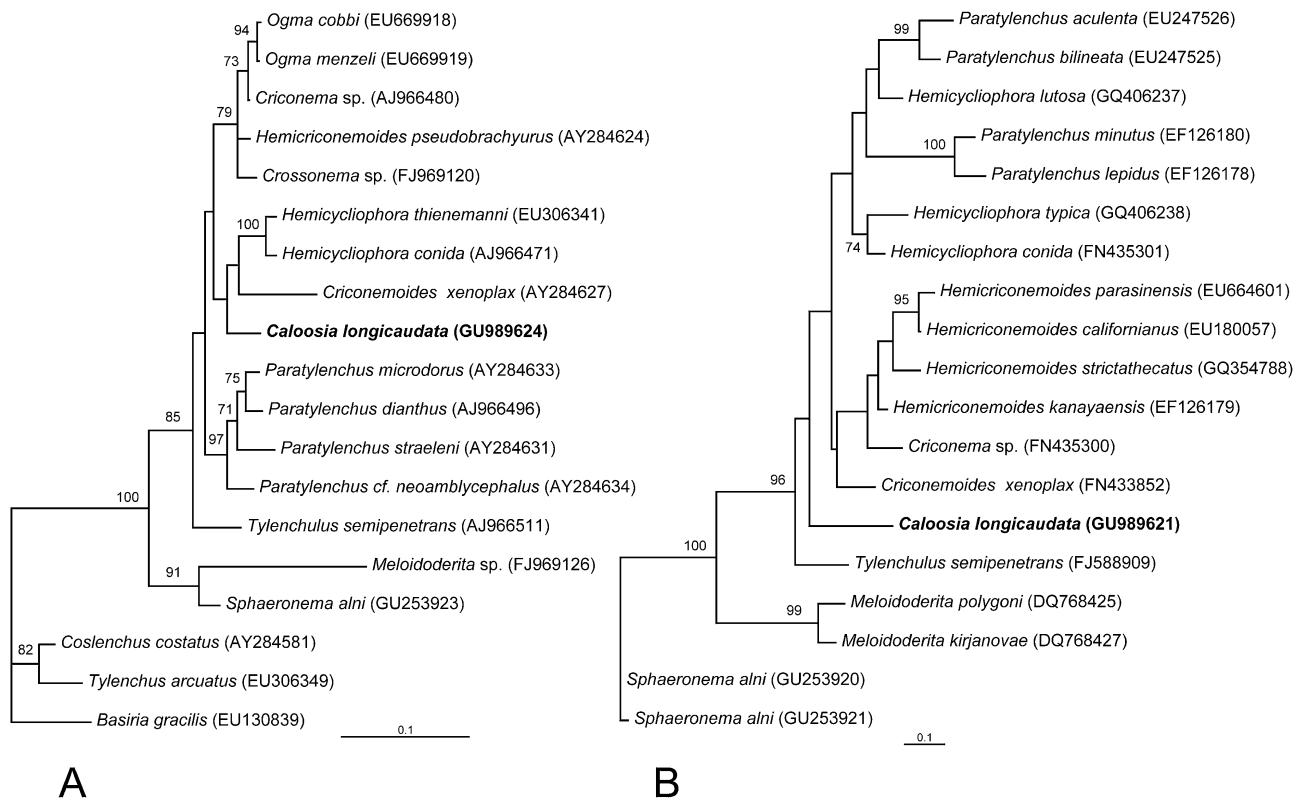 94
Ogma cobbi (EU669918)
Ogma menzeli (EU669919)
73
Criconema sp. (AJ966480)
79
Hemicriconemoides pseudobrachyurus (AY284624)
Crossonema sp. (FJ969120)
Hemicycliophora thienemanni (EU306341)
100
Hemicycliophora conida (AJ966471)
Criconemoides xenoplax (AY284627)
Caloosia longicaudata (GU989624)
Paratylenchus microdorus (AY284633)
75
Paratylenchus dianthus (AJ966496)
71
Paratylenchus straeleni (AY284631)
97
Paratylenchus cf. neoamblycephalus (AY284634)
85
Tylenchulus semipenetrans (AJ966511)
100
Meloidoderita sp. (FJ969126)
91
Sphaeronema alni (GU253923)
Coslenchus costatus (AY284581)
82
Tylenchus arcuatus (EU306349)
Basiria gracilis (EU130839)
0.1
A
Paratylenchus aculenta (EU247526)
99
Paratylenchus bilineata (EU247525)
Hemicycliophora lutosa (GQ406237)
Paratylenchus minutus (EF126180)
100
Paratylenchus lepidus (EF126178)
Hemicycliophora typica (GQ406238)
74
Hemicycliophora conida (FN435301)
Hemicriconemoides parasinensis (EU664601)
95
Hemicriconemoides californianus (EU180057)
Hemicriconemoides strictathecatus (GQ354788)
Hemicriconemoides kanayaensis (EF126179)
Criconema sp. (FN435300)
Criconemoides xenoplax (FN433852)
96
Caloosia longicaudata (GU989621)
Tylenchulus semipenetrans (FJ588909)
100
Meloidoderita polygoni (DQ768425)
99
Meloidoderita kirjanovae (DQ768427)
Sphaeronema alni (GU253920)
Sphaeronema alni (GU253921)
0.1
B